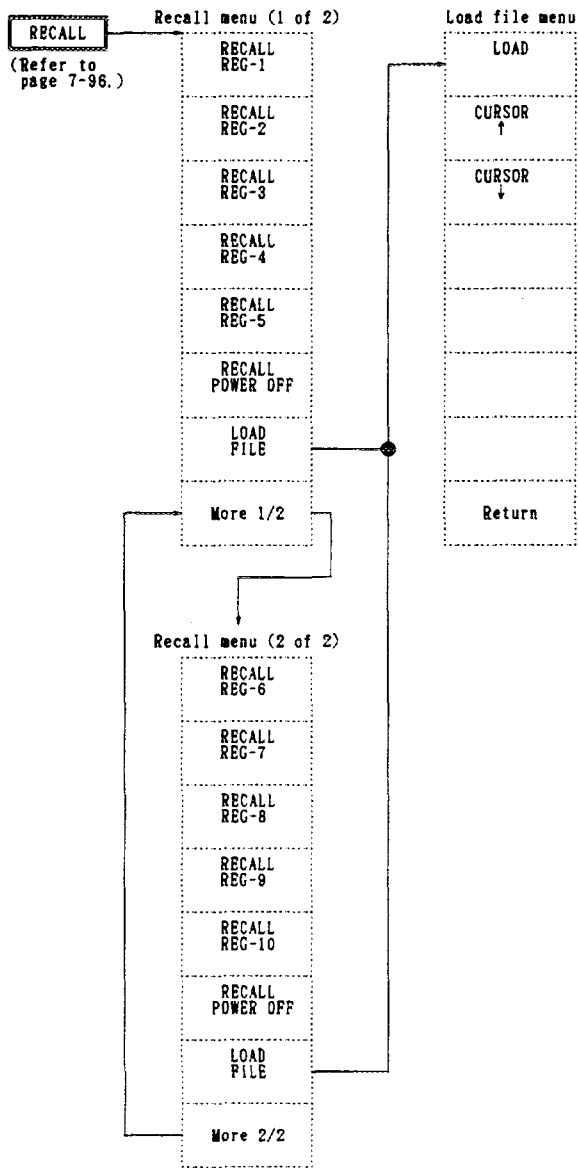 RECALL
(Refer to
page 7-96.)
Recall menu (1 of 2)
RECALL
REG-1
RECALL
REG-2
RECALL
REG-3
RECALL
REG-4
RECALL
REG-5
RECALL
POWER OFF
LOAD
FILE
More 1/2
Recall menu (2 of 2)
RECALL
REG-6
RECALL
REG-7
RECALL
REG-8
RECALL
REG-9
RECALL
REG-10
RECALL
POWER OFF
LOAD
FILE
More 2/2
Load file menu
LOAD
CURSOR
↑
CURSOR
↓
Return